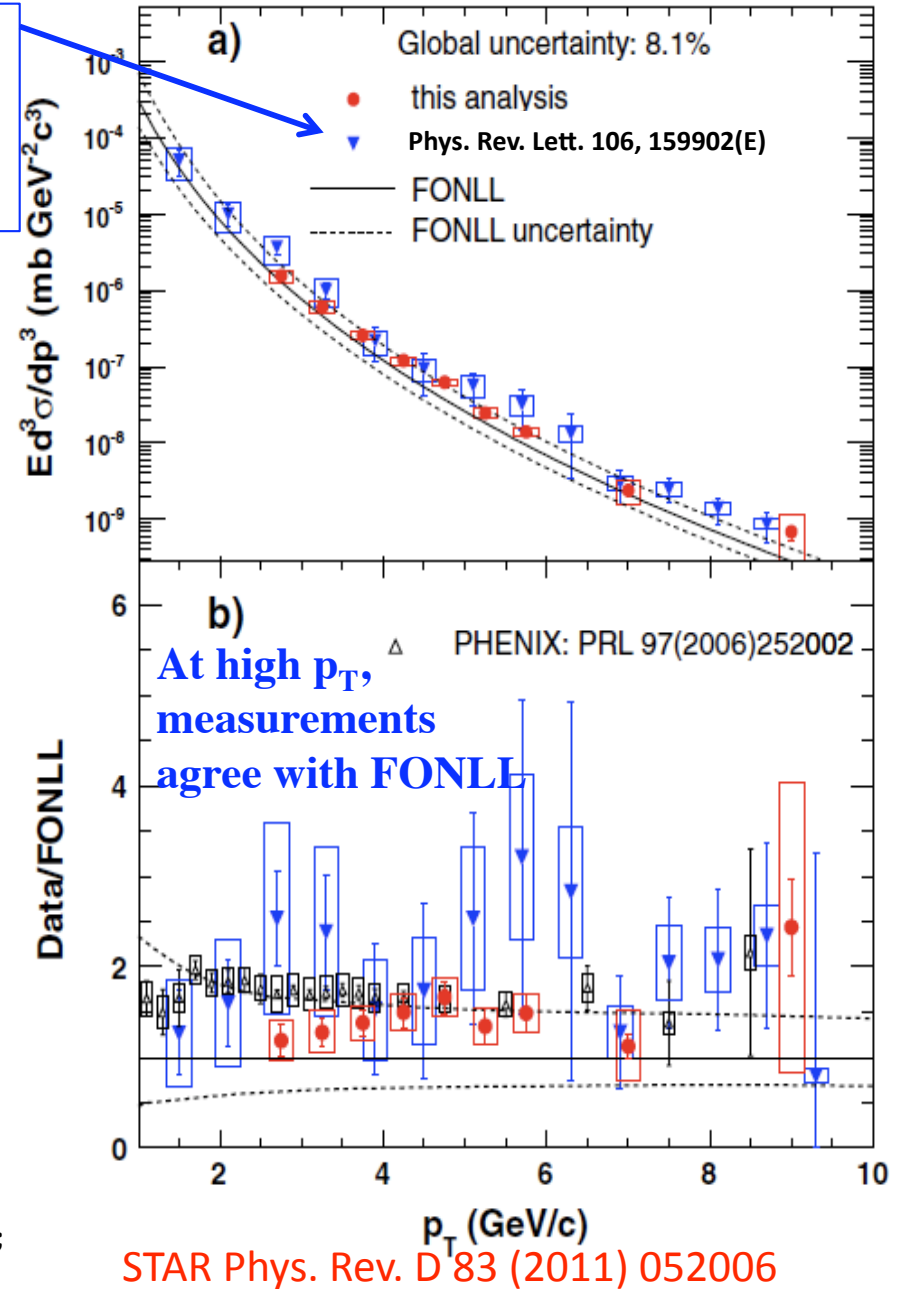 a)
Global uncertainty: 8.1%
this analysis
Phys. Rev. Lett. 106, 159902(E)
FONLL
FONLL uncertainty
Ed³σ/dp³ (mb GeV⁻²c³)
10⁻³
10⁻⁴
10⁻⁵
10⁻⁶
10⁻⁷
10⁻⁸
10⁻⁹
b)
PHENIX: PRL 97(2006)252002
At high pT,
measurements
agree with FONLL
Data/FONLL
6
4
2
0
2 4 6 8 10
pT (GeV/c)
;
STAR Phys. Rev. D 83 (2011) 052006